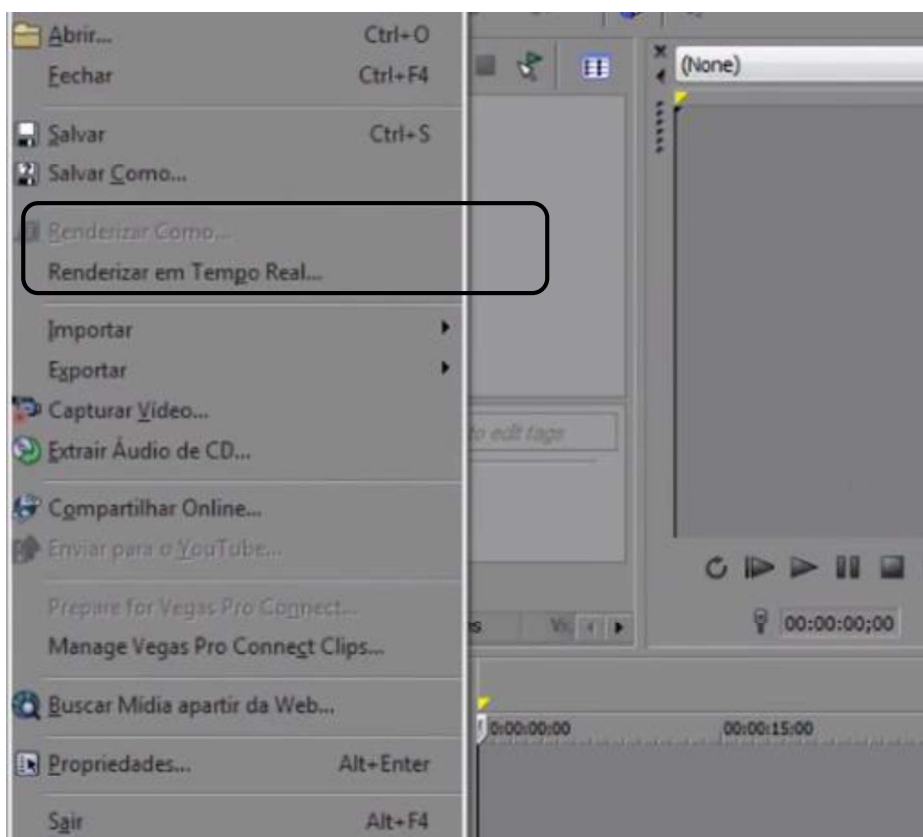 Abrir... Ctrl+O
Fechar Ctrl+F4
Salvar Ctrl+S
Salvar Como...
Renderizar Como...
Renderizar em Tempo Real...
Importar
Exportar
Capturar Vídeo...
Extrair Áudio de CD...
Compartilhar Online...
Enviar para o YouTube...
Prepare for Vegas Pro Connect...
Manage Vegas Pro Connect Clips...
Buscar Mídia apartir da Web...
Propriedades... Alt+Enter
Sair Alt+F4
(None)
to edit tags
00:00:00;00
0:00:00:00 00:00:15:00